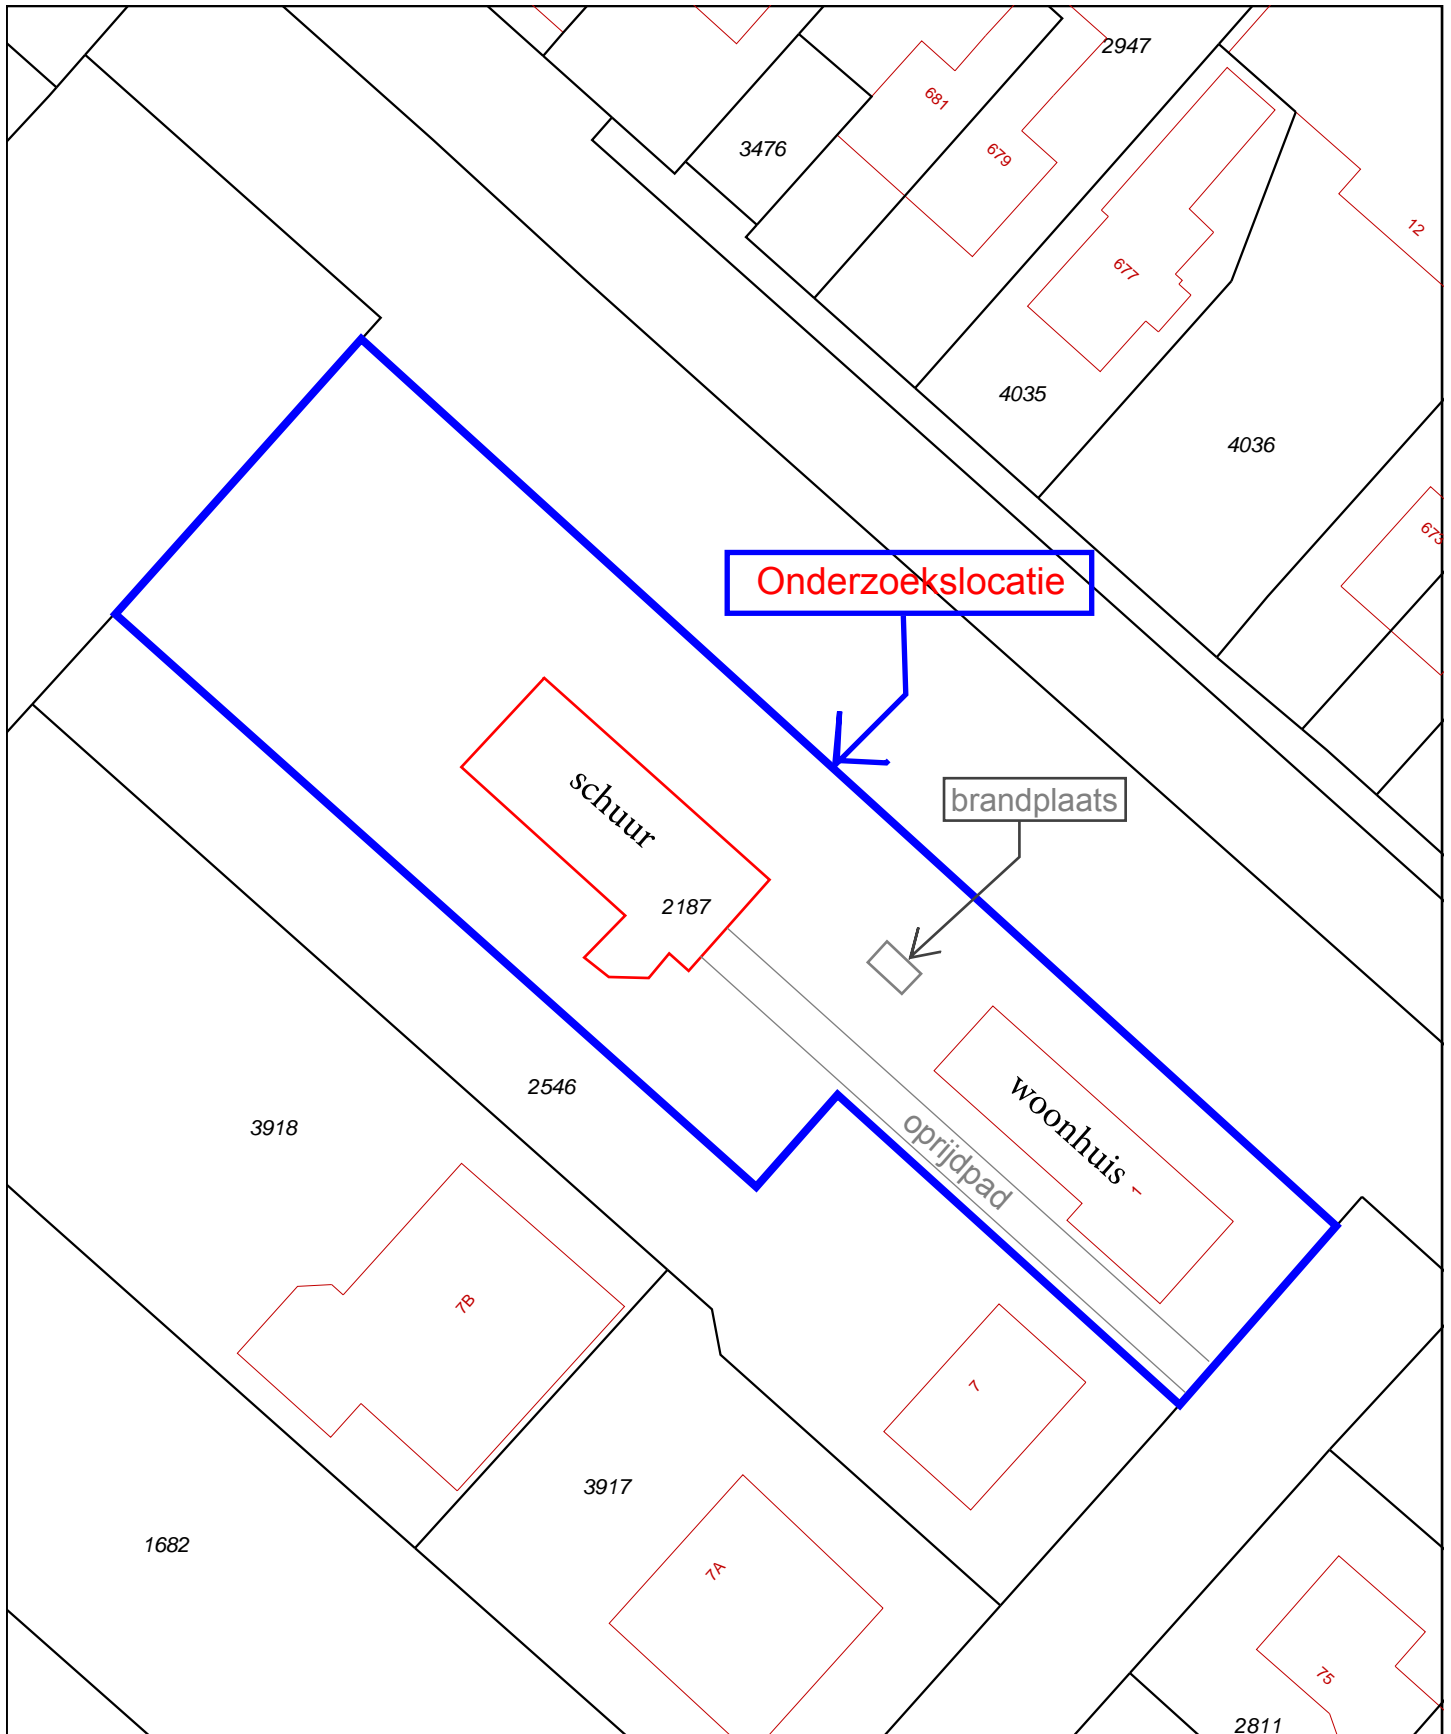 2947
681
3476
679
12
677
4035
4036
673
Onderzoekslocatie
schuur
brandplaats
2187
2546
3918
woonhuis
1
oprijdpad
7B
7
3917
1682
7A
75
2811